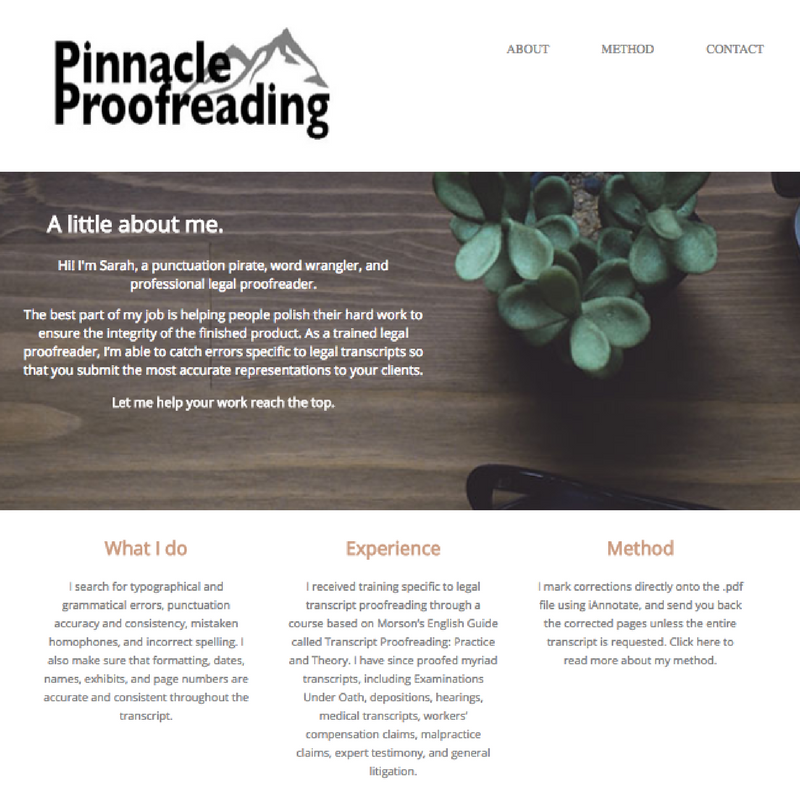 Pinnacle
Proofreading
ABOUT METHOD CONTACT
A little about me.
Hi! I'm Sarah, a punctuation pirate, word wrangler, and
professional legal proofreader.
The best part of my job is helping people polish their hard work to
ensure the integrity of the finished product. As a trained legal
proofreader, I'm able to catch errors specific to legal transcripts so
that you submit the most accurate representations to your clients.
Let me help your work reach the top.
What I do
I search for typographical and
grammatical errors, punctuation
accuracy and consistency, mistaken
homophones, and incorrect spelling. I
also make sure that formatting, dates,
names, exhibits, and page numbers are
accurate and consistent throughout the
transcript.
Experience
I received training specific to legal
transcript proofreading through a
course based on Morson's English Guide
called Transcript Proofreading: Practice
and Theory. I have since proofed myriad
transcripts, including Examinations
Under Oath, depositions, hearings,
medical transcripts, workers'
compensation claims, malpractice
claims, expert testimony, and general
litigation.
Method
I mark corrections directly onto the .pdf
file using iAnnotate, and send you back
the corrected pages unless the entire
transcript is requested. Click here to
read more about my method.